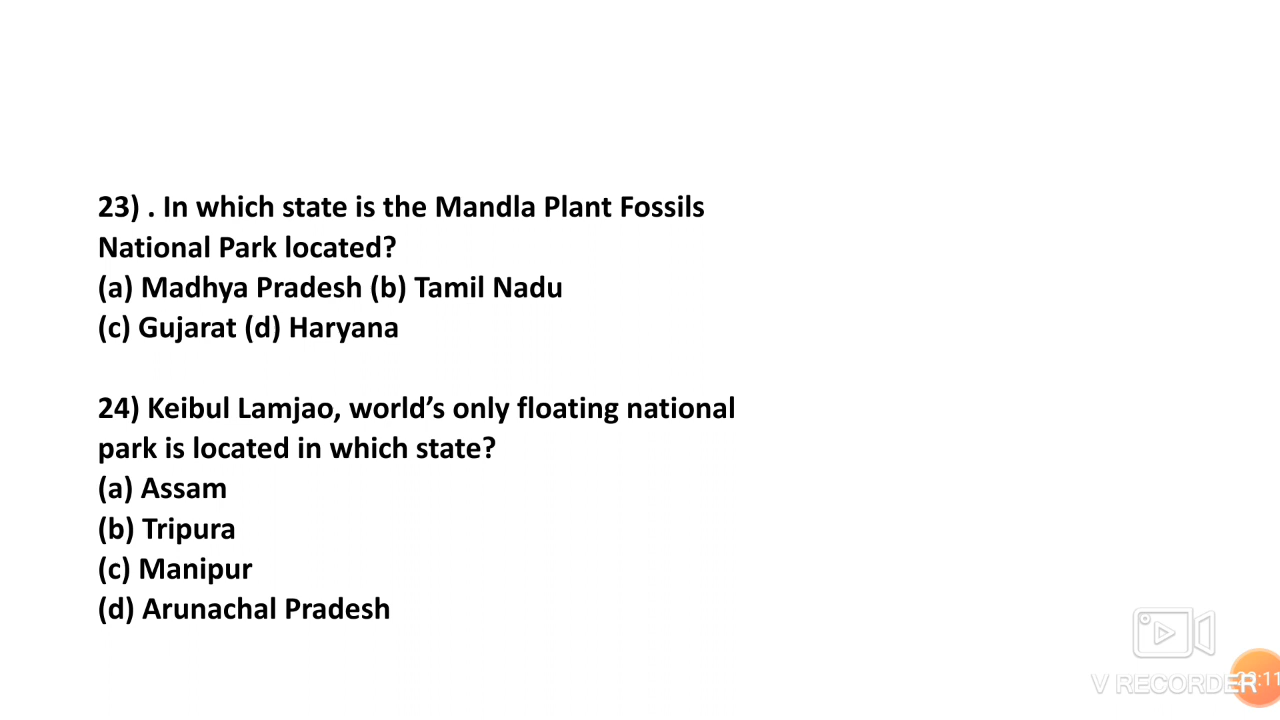 23) . In which state is the Mandla Plant Fossils
National Park located?
(a) Madhya Pradesh (b) Tamil Nadu
(c) Gujarat (d) Haryana
24) Keibul Lamjao, world’s only floating national
park is located in which state?
(a) Assam
(b) Tripura
(c) Manipur
(d) Arunachal Pradesh
V RECORDER